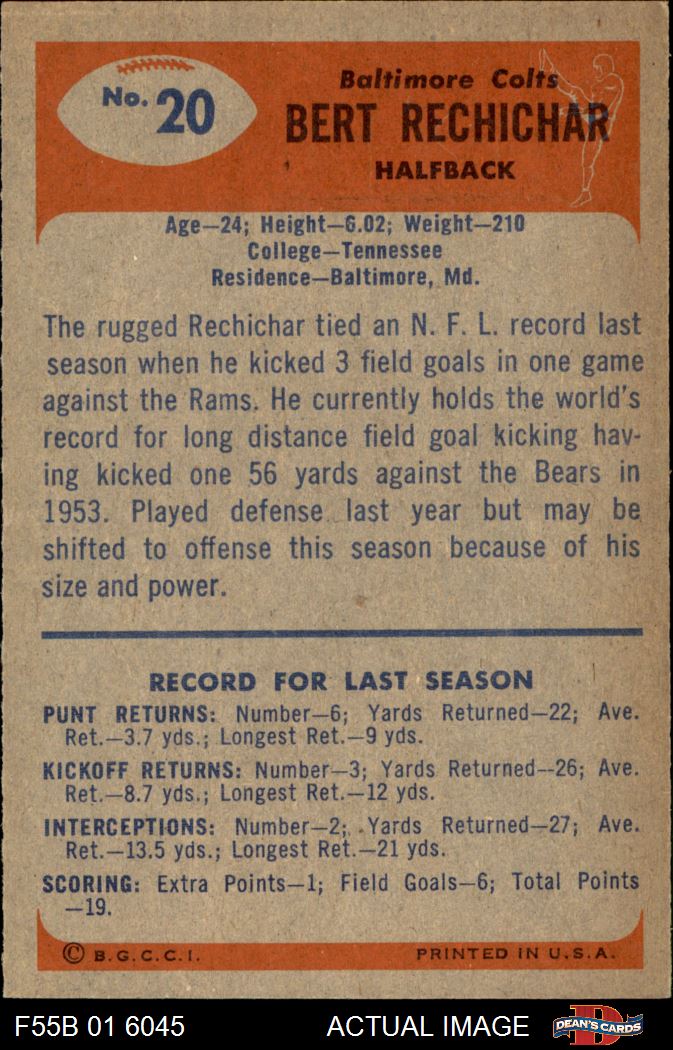 No. 20
Baltimore Colts
BERT RECHICHAR
HALFBACK
Age—24; Height—6.02; Weight—210
College—Tennessee
Residence—Baltimore, Md.
The rugged Rechichar tied an N. F. L. record last
season when he kicked 3 field goals in one game
against the Rams. He currently holds the world's
record for long distance field goal kicking hav-
ing kicked one 56 yards against the Bears in
1953. Played defense last year but may be
shifted to offense this season because of his
size and power.
RECORD FOR LAST SEASON
PUNT RETURNS: Number—6; Yards Returned—22; Ave.
Ret.—3.7 yds.; Longest Ret.—9 yds.
KICKOFF RETURNS: Number—3; Yards Returned—26; Ave.
Ret.—8.7 yds.; Longest Ret.—12 yds.
INTERCEPTIONS: Number—2; Yards Returned—27; Ave.
Ret.—13.5 yds.; Longest Ret.—21 yds.
SCORING: Extra Points—1; Field Goals—6; Total Points
—19.
© B.G.C.C.I. PRINTED IN U.S.A.
F55B 01 6045 ACTUAL IMAGE D DEAN'S CARDS